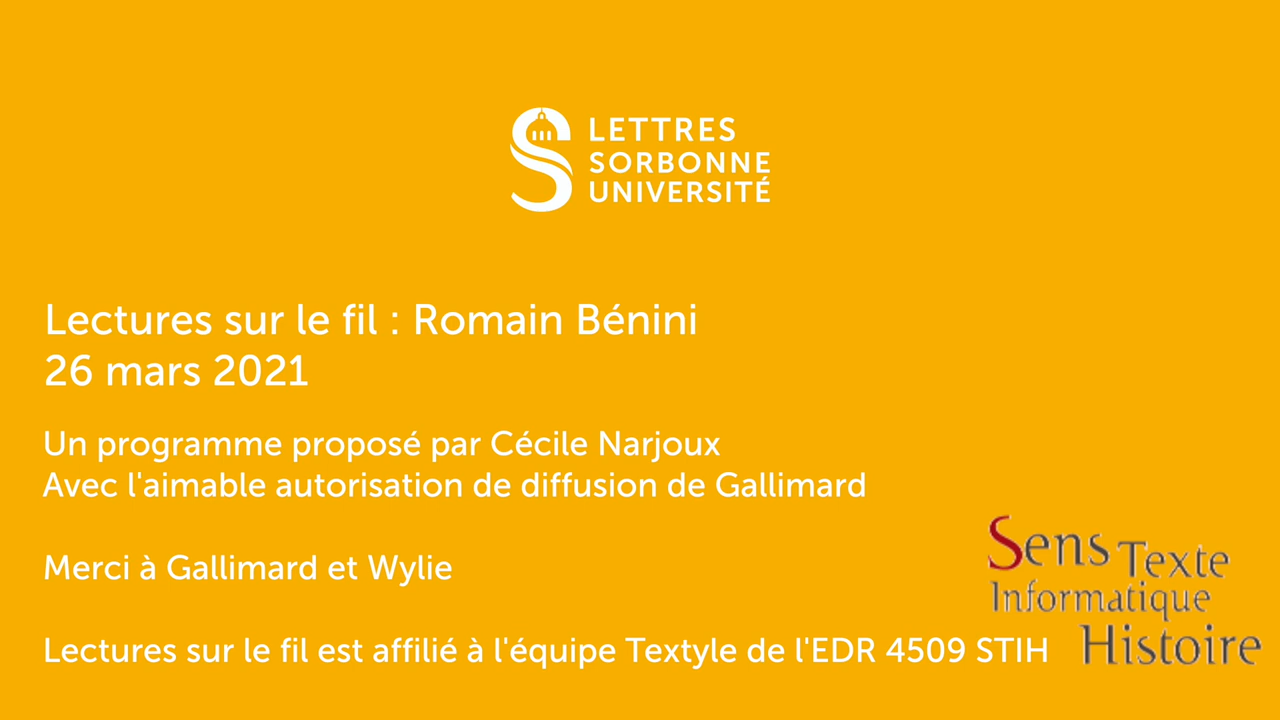 LETTRES
SORBONNE
UNIVERSITÉ
Lectures sur le fil : Romain Bénini
26 mars 2021
Un programme proposé par Cécile Narjoux
Avec l'aimable autorisation de diffusion de Gallimard
Merci à Gallimard et Wylie
Lectures sur le fil est affilié à l'équipe Textyle de l'EDR 4509 STIH
Sens Texte
Informatique
Histoire